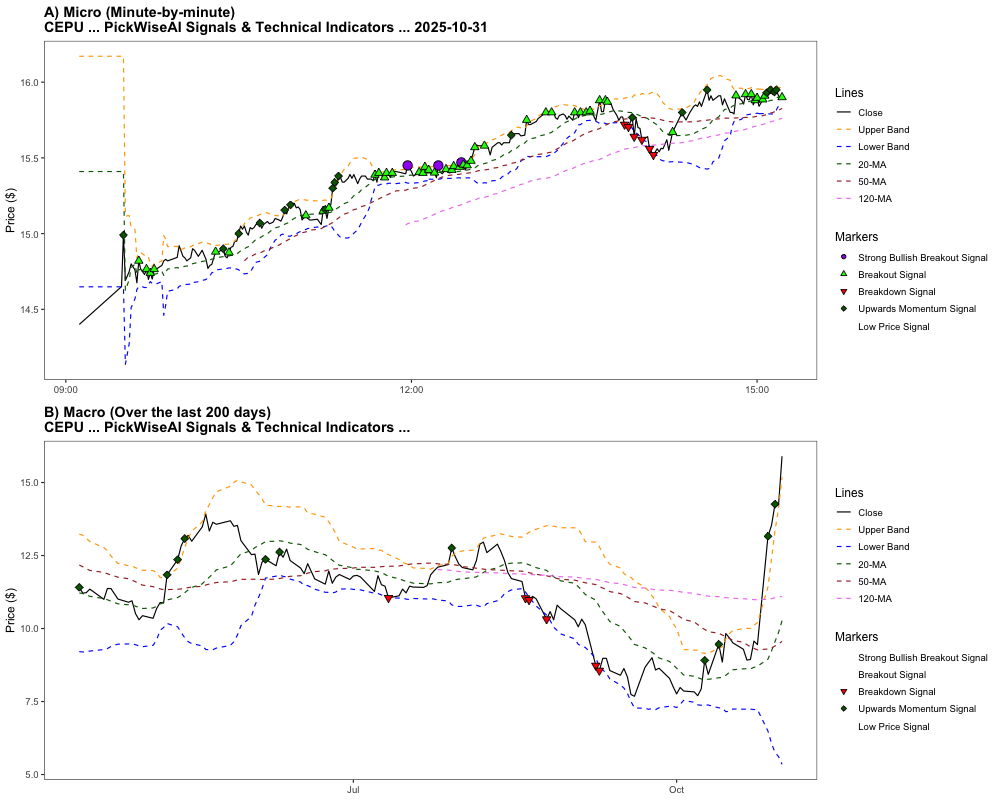 A) Micro (Minute-by-minute)
CEPU ... PickWiseAI Signals & Technical Indicators ... 2025-10-31
Price ($)
16.0
15.5
15.0
14.5
09:00
12:00
15:00
Lines
Close
Upper Band
Lower Band
20-MA
50-MA
120-MA
Markers
Strong Bullish Breakout Signal
Breakout Signal
Breakdown Signal
Upwards Momentum Signal
Low Price Signal
B) Macro (Over the last 200 days)
CEPU ... PickWiseAI Signals & Technical Indicators ...
Price ($)
15.0
12.5
10.0
7.5
5.0
Jul
Oct
Lines
Close
Upper Band
Lower Band
20-MA
50-MA
120-MA
Markers
Strong Bullish Breakout Signal
Breakout Signal
Breakdown Signal
Upwards Momentum Signal
Low Price Signal